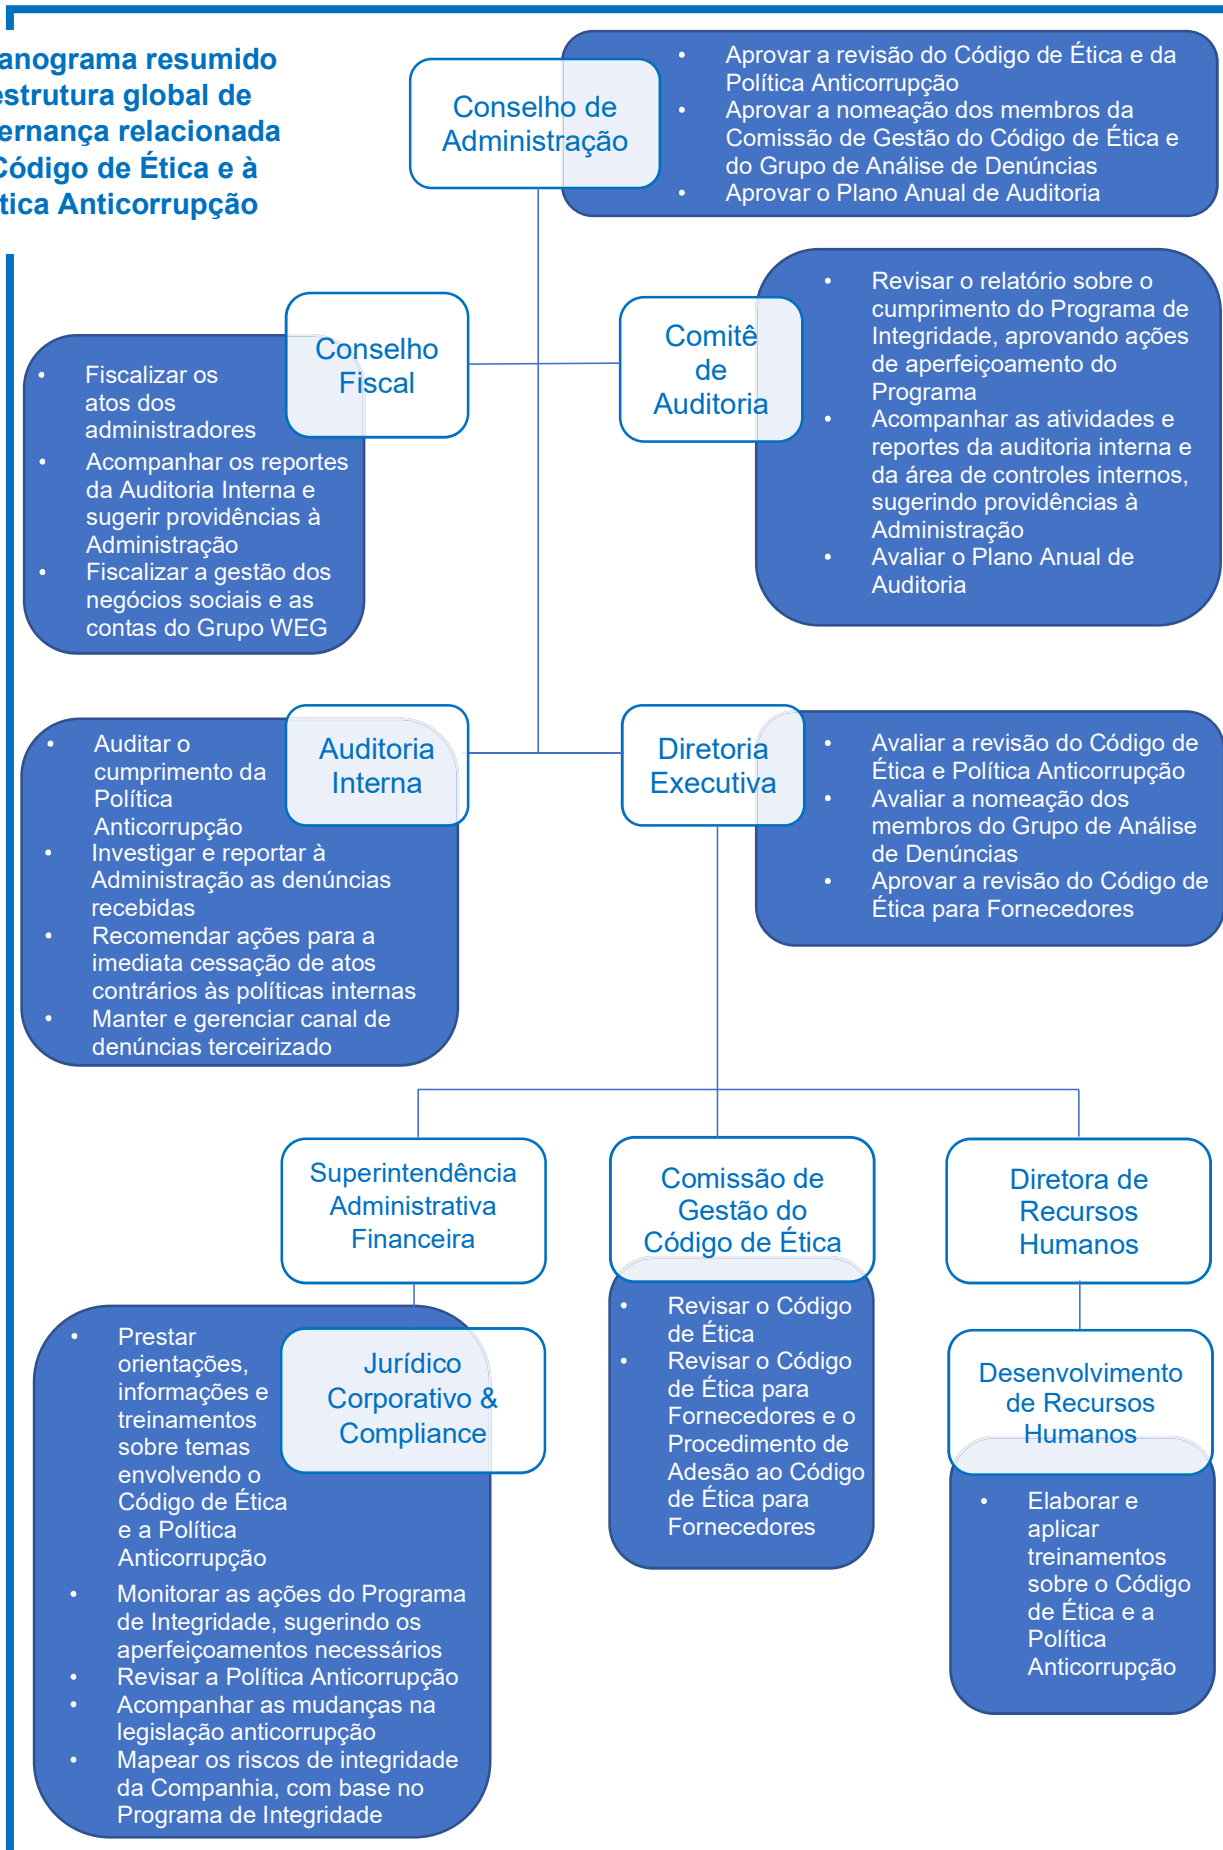 anograma resumido
estrutura global de
ernança relacionada
Código de Ética e à
tica Anticorrupção
Conselho de
Administração
• Aprovar a revisão do Código de Ética e da
Política Anticorrupção
• Aprovar a nomeação dos membros da
Comissão de Gestão do Código de Ética e
do Grupo de Análise de Denúncias
• Aprovar o Plano Anual de Auditoria
Conselho
Fiscal
• Fiscalizar os
atos dos
administradores
• Acompanhar os reportes
da Auditoria Interna e
sugerir providências à
Administração
• Fiscalizar a gestão dos
negócios sociais e as
contas do Grupo WEG
Comitê
de
Auditoria
• Revisar o relatório sobre o
cumprimento do Programa de
Integridade, aprovando ações
de aperfeiçoamento do
Programa
• Acompanhar as atividades e
reportes da auditoria interna e
da área de controles internos,
sugerindo providências à
Administração
• Avaliar o Plano Anual de
Auditoria
Auditoria
Interna
• Auditar o
cumprimento da
Política
Anticorrupção
• Investigar e reportar à
Administração as denúncias
recebidas
• Recomendar ações para a
imediata cessação de atos
contrários às políticas internas
• Manter e gerenciar canal de
denúncias terceirizado
Diretoria
Executiva
• Avaliar a revisão do Código de
Ética e Política Anticorrupção
• Avaliar a nomeação dos
membros do Grupo de Análise
de Denúncias
• Aprovar a revisão do Código de
Ética para Fornecedores
Superintendência
Administrativa
Financeira
Jurídico
Corporativo &
Compliance
• Prestar
orientações,
informações e
treinamentos
sobre temas
envolvendo o
Código de Ética
e a Política
Anticorrupção
• Monitorar as ações do Programa
de Integridade, sugerindo os
aperfeiçoamentos necessários
• Revisar a Política Anticorrupção
• Acompanhar as mudanças na
legislação anticorrupção
• Mapear os riscos de integridade
da Companhia, com base no
Programa de Integridade
Comissão de
Gestão do
Código de Ética
• Revisar o Código
de Ética
• Revisar o Código
de Ética para
Fornecedores e o
Procedimento de
Adesão ao Código
de Ética para
Fornecedores
Diretora de
Recursos
Humanos
Desenvolvimento
de Recursos
Humanos
• Elaborar e
aplicar
treinamentos
sobre o Código
de Ética e a
Política
Anticorrupção